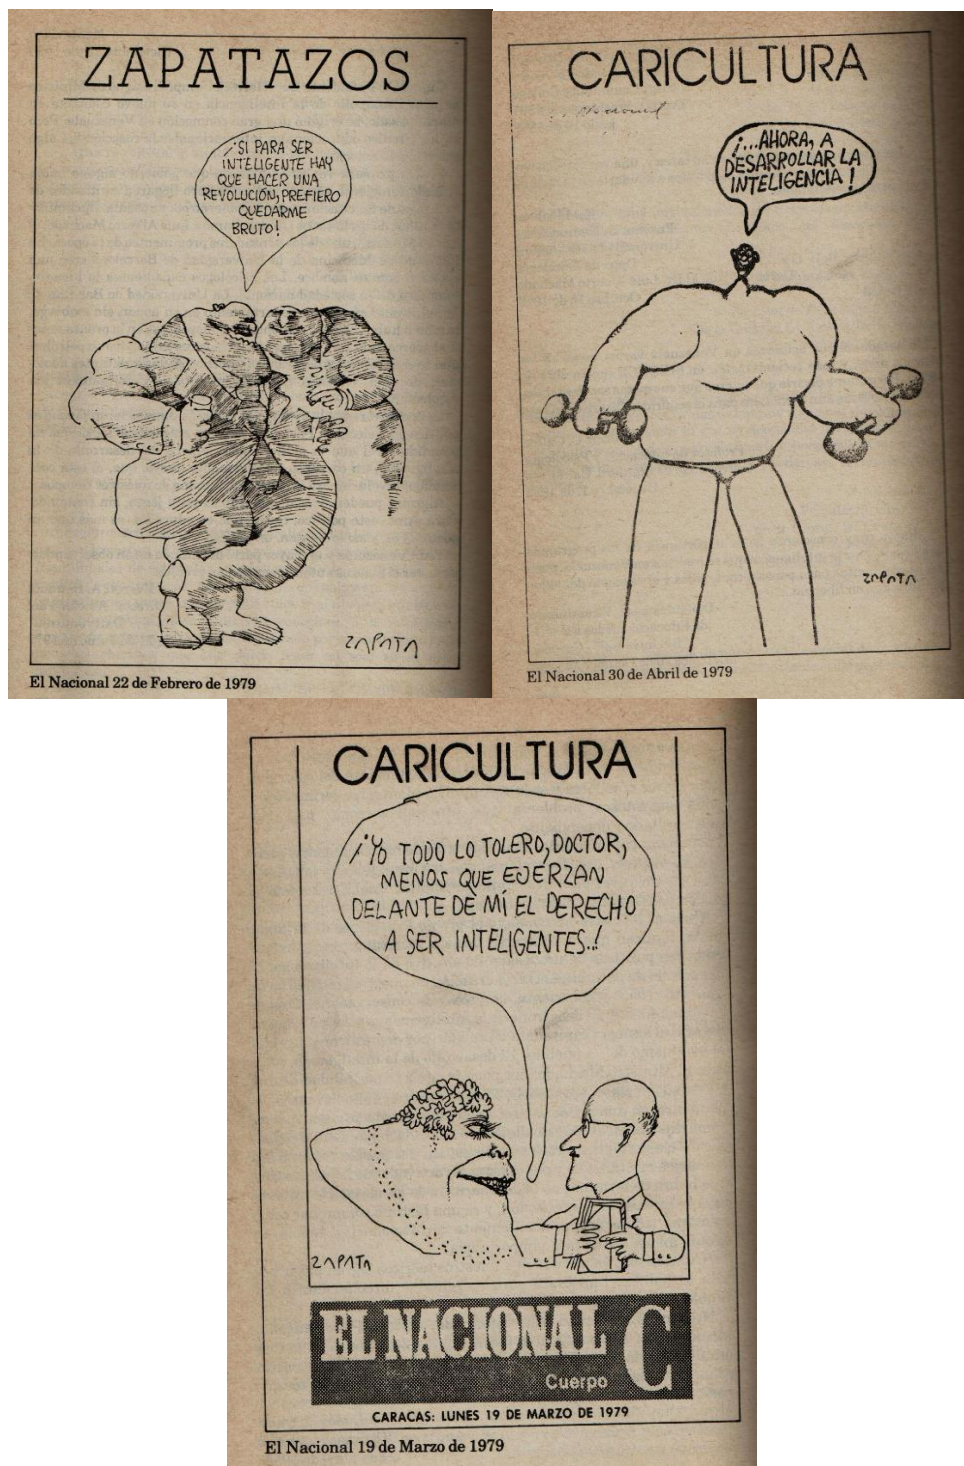 ZAPATAZOS
¡SI PARA SER
INTELIGENTE HAY
QUE HACER UNA
REVOLUCIÓN, PREFIERO
QUEDARME
BRUTO!
ZAPATA
El Nacional 22 de Febrero de 1979
CARICULTURA
¡...AHORA, A
DESARROLLAR LA
INTELIGENCIA!
ZAPATA
El Nacional 30 de Abril de 1979
CARICULTURA
¡YO TODO LO TOLERO, DOCTOR,
MENOS QUE EJERZAN
DELANTE DE MÍ EL DERECHO
A SER INTELIGENTES..!
ZAPATA
EL NACIONAL C
Cuerpo
CARACAS: LUNES 19 DE MARZO DE 1979
El Nacional 19 de Marzo de 1979